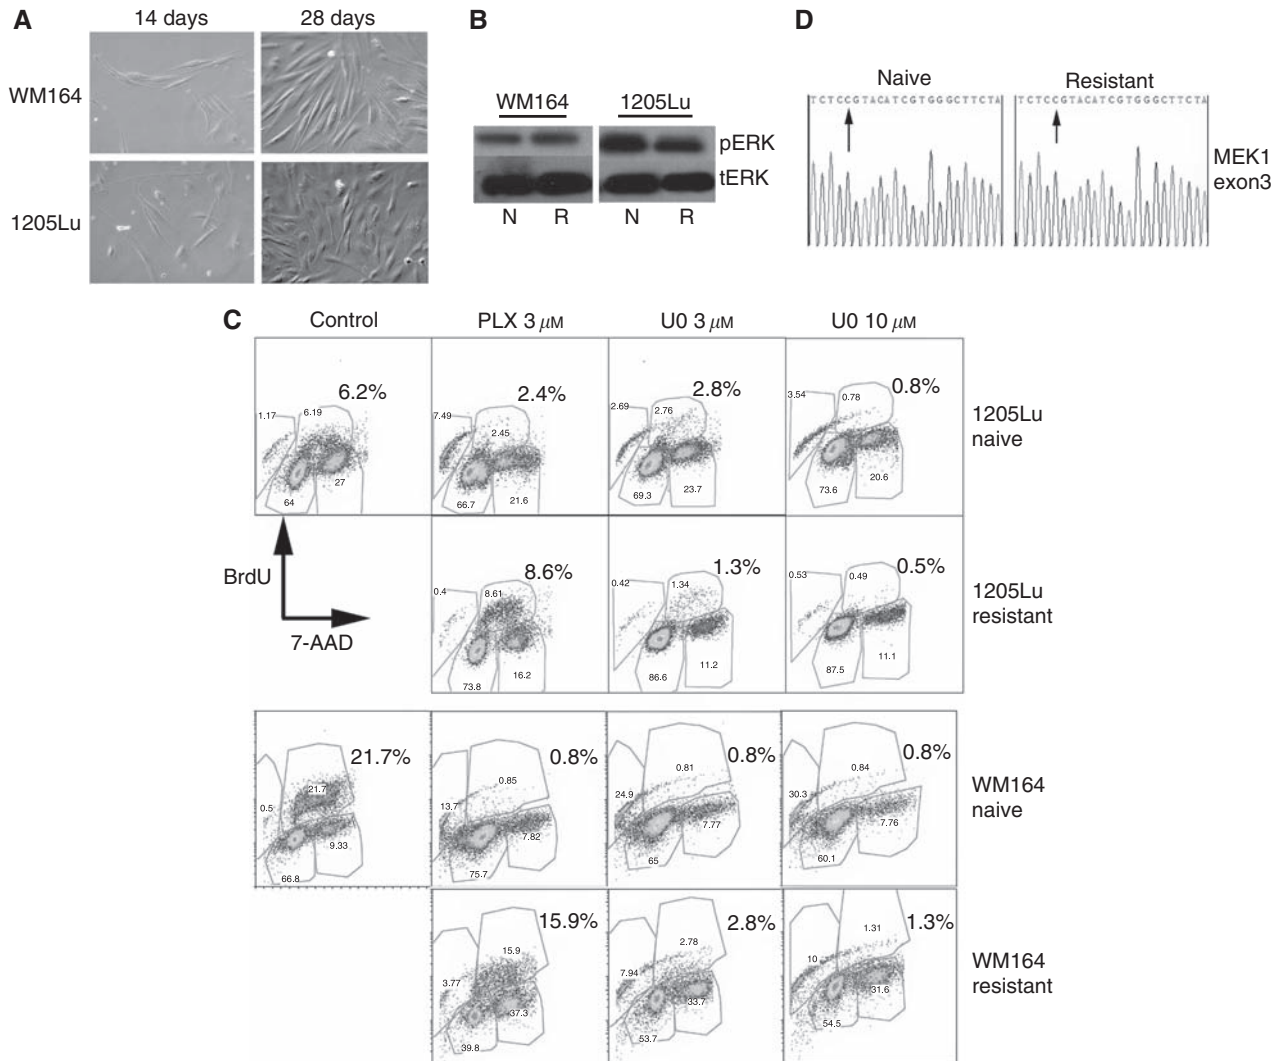 A
14 days
28 days
WM164
1205Lu
B
WM164
1205Lu
pERK
tERK
N
R
N
R
D
Naive
Resistant
TCTCCGTACATCGTGGGCTTCTA
TCTCCGTACATCGTGGGCTTCTA
MEK1
exon3
C
Control
PLX 3 µM
U0 3 µM
U0 10 µM
6.2%
1.17
6.19
64
27
2.4%
7.49
2.45
66.7
21.6
2.8%
2.69
2.76
69.3
23.7
0.8%
3.54
0.78
73.6
20.6
1205Lu
naive
BrdU
7-AAD
8.6%
0.4
8.61
73.8
16.2
1.3%
0.42
1.34
86.6
11.2
0.5%
0.53
0.49
87.5
11.1
1205Lu
resistant
21.7%
0.5
21.7
66.8
9.33
0.8%
13.7
0.85
75.7
7.82
0.8%
24.9
0.81
65
7.77
0.8%
30.3
0.84
60.1
7.76
WM164
naive
15.9%
3.77
15.9
39.8
37.3
2.8%
7.94
2.78
53.7
33.7
1.3%
10
1.31
54.5
31.6
WM164
resistant